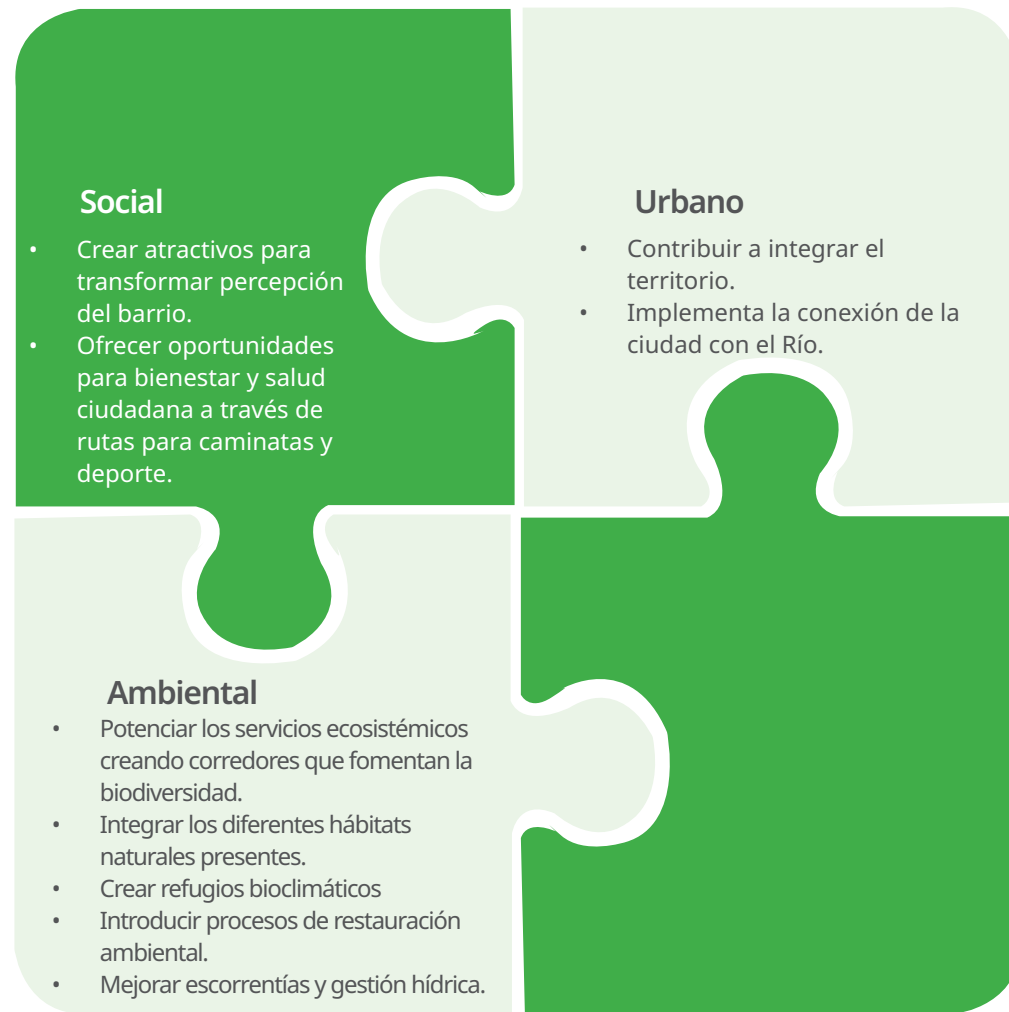 Social
• Crear atractivos para
transformar percepción
del barrio.
• Ofrecer oportunidades
para bienestar y salud
ciudadana a través de
rutas para caminatas y
deporte.
Urbano
• Contribuir a integrar el
territorio.
• Implementa la conexión de la
ciudad con el Río.
Ambiental
• Potenciar los servicios ecosistémicos
creando corredores que fomentan la
biodiversidad.
• Integrar los diferentes hábitats
naturales presentes.
• Crear refugios bioclimáticos
• Introducir procesos de restauración
ambiental.
• Mejorar escorrentías y gestión hídrica.